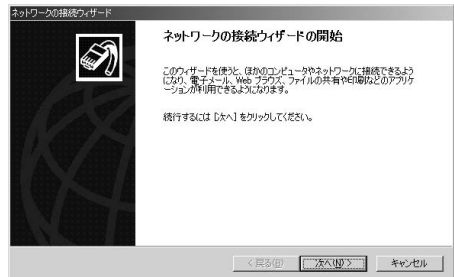 ネットワークの接続ウィザード
ネットワークの接続ウィザードの開始
このウィザードを使うと、ほかのコンピュータやネットワークに接続できるよう
になり、電子メール、Web ブラウズ、ファイルの共有や印刷などのアプリケ
ーションが利用できるようになります。
続行するには [次へ] をクリックしてください。
< 戻る(B) 次へ(N) > キャンセル